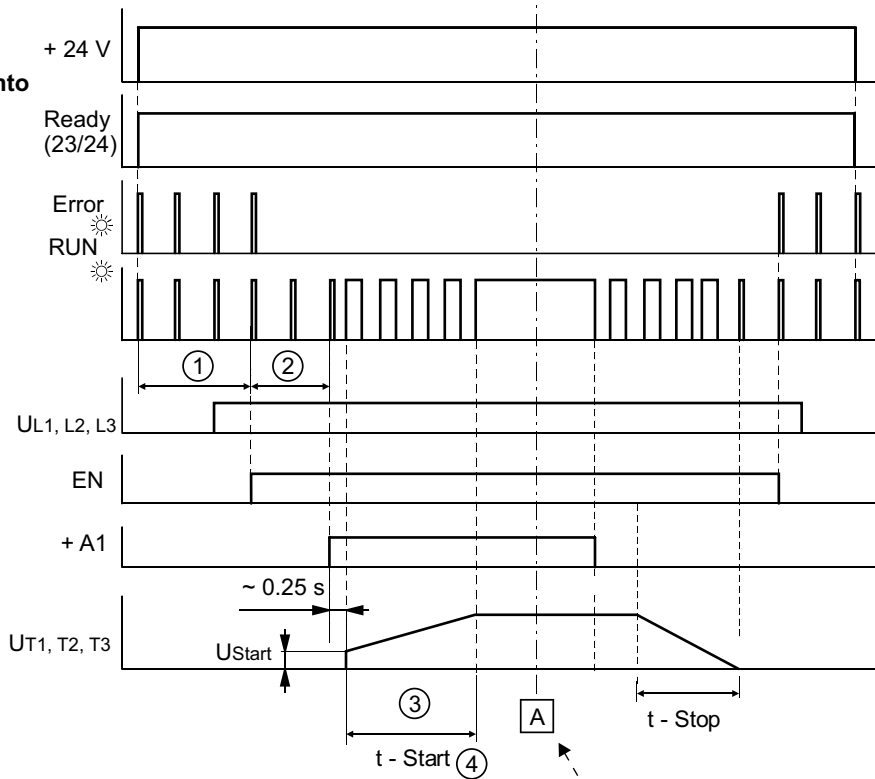 + 24 V
nto
Ready
(23/24)
Error
RUN
1
2
UL1, L2, L3
EN
+ A1
~ 0.25 s
UT1, T2, T3
UStart
3
A
t - Stop
t - Start 4